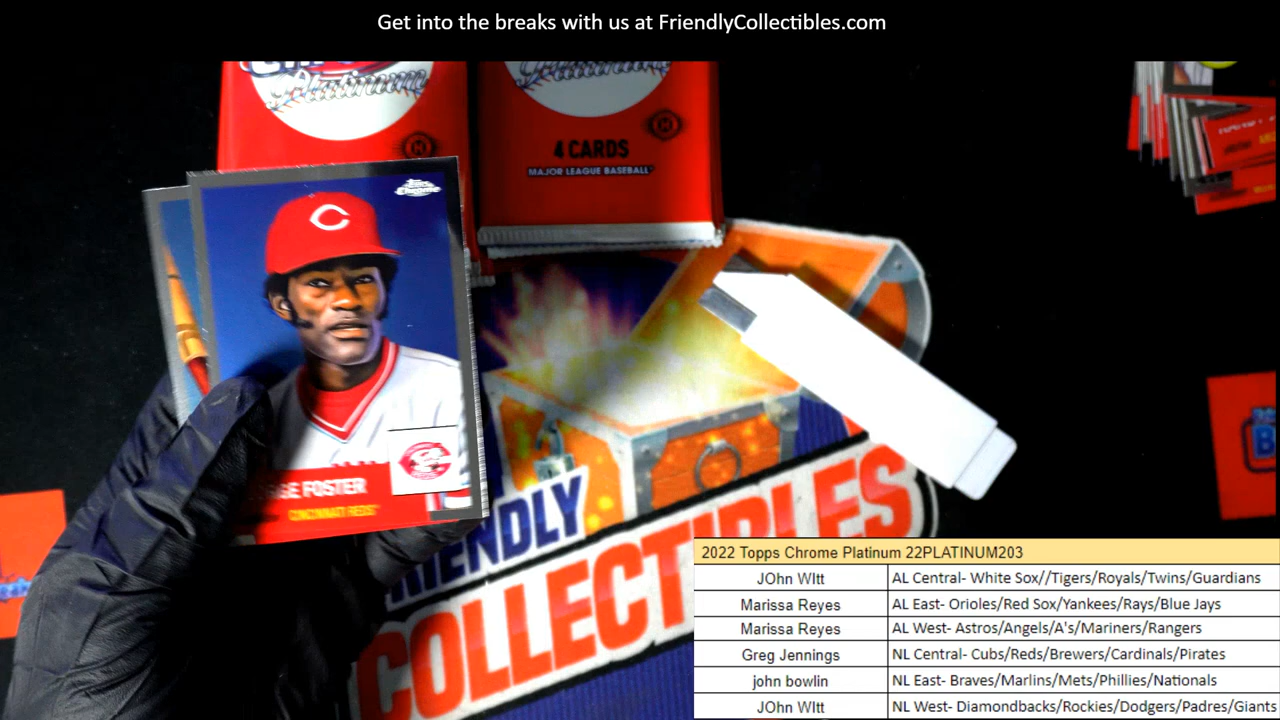 Get into the breaks with us at FriendlyCollectibles.com
4 CARDS
MAJOR LEAGUE BASEBALL
C
FOSTER
CINCINNATI REDS
COLLECTIBLES
2022 Topps Chrome Platinum 22PLATINUM203
JOhn WItt AL Central- White Sox//Tigers/Royals/Twins/Guardians
Marissa Reyes AL East- Orioles/Red Sox/Yankees/Rays/Blue Jays
Marissa Reyes AL West- Astros/Angels/A's/Mariners/Rangers
Greg Jennings NL Central- Cubs/Reds/Brewers/Cardinals/Pirates
john bowlin NL East- Braves/Marlins/Mets/Phillies/Nationals
JOhn WItt NL West- Diamondbacks/Rockies/Dodgers/Padres/Giants